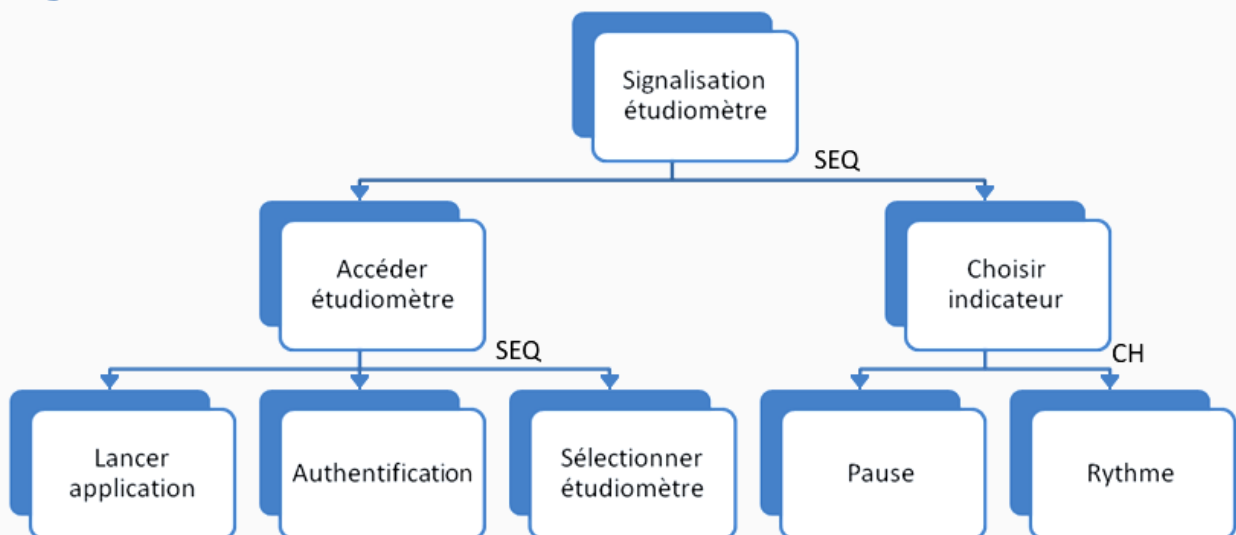 Signalisation
étudiomètre
SEQ
Accéder
étudiomètre
Choisir
indicateur
SEQ
CH
Lancer
application
Authentification
Sélectionner
étudiomètre
Pause
Rythme